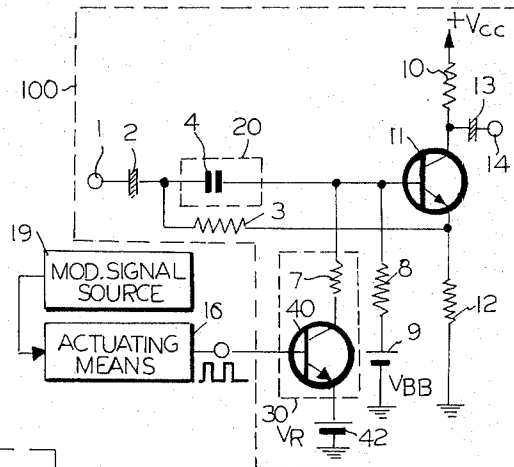 +Vcc
10
13
100
20
4
11
14
1
2
3
19
MOD. SIGNAL
SOURCE
7
8
12
16
40
9
ACTUATING
MEANS
VBB
30
VR
42